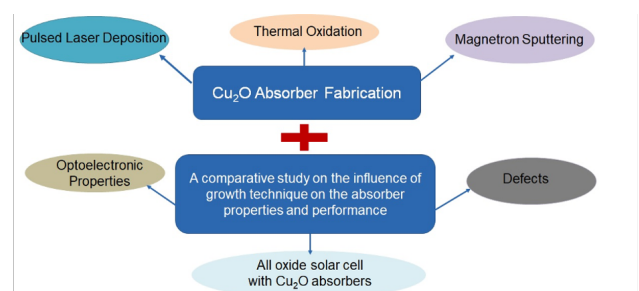 Pulsed Laser Deposition
Thermal Oxidation
Magnetron Sputtering
Cu₂O Absorber Fabrication
Optoelectronic
Properties
A comparative study on the influence of
growth technique on the absorber
properties and performance
Defects
All oxide solar cell
with Cu₂O absorbers